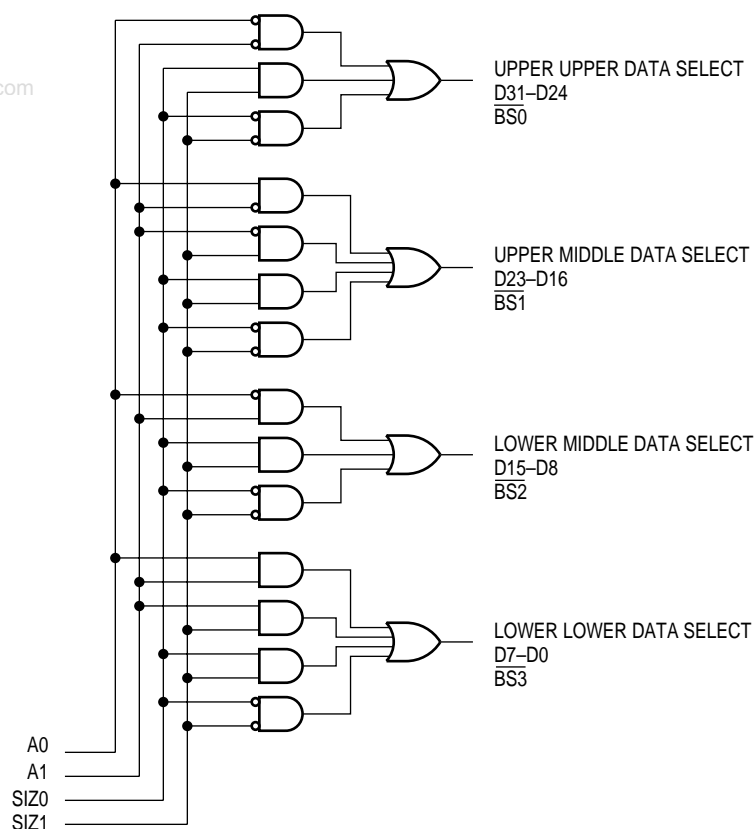 com
UPPER UPPER DATA SELECT
D31–D24
BS0
UPPER MIDDLE DATA SELECT
D23–D16
BS1
LOWER MIDDLE DATA SELECT
D15–D8
BS2
LOWER LOWER DATA SELECT
D7–D0
BS3
A0
A1
SIZ0
SIZ1